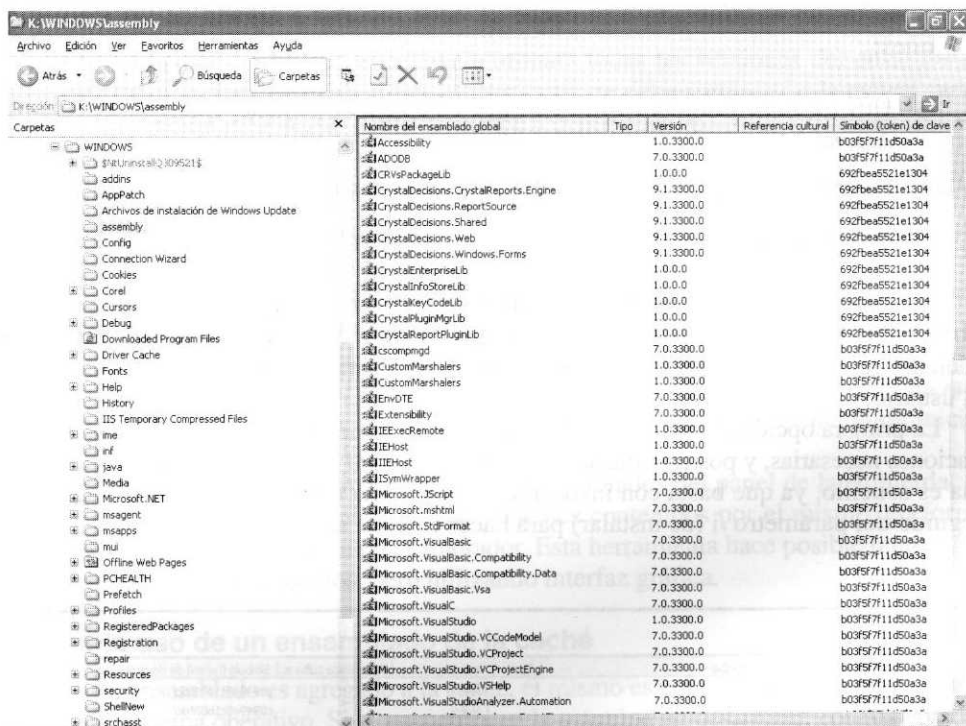 K:\WINDOWS\assembly
Archivo Edición Ver Favoritos Herramientas Ayuda
Atrás Búsqueda Carpetas
Dirección K:\WINDOWS\assembly Ir
Carpetas
WINDOWS
$NtUninstallQ309521$
addins
AppPatch
Archivos de instalación de Windows Update
assembly
Config
Connection Wizard
Cookies
Corel
Cursors
Debug
Downloaded Program Files
Driver Cache
Fonts
Help
History
IIS Temporary Compressed Files
ime
inf
java
Media
Microsoft.NET
msagent
msapps
mui
Offline Web Pages
PCHEALTH
Prefetch
Profiles
RegisteredPackages
Registration
repair
Resources
security
ShellNew
srchasst
Nombre del ensamblado global Tipo Versión Referencia cultural Símbolo (token) de clave
Accessibility 1.0.3300.0 b03f5f7f11d50a3a
ADODB 7.0.3300.0 b03f5f7f11d50a3a
CRVsPackageLib 1.0.0.0 692fbea5521e1304
CrystalDecisions.CrystalReports.Engine 9.1.3300.0 692fbea5521e1304
CrystalDecisions.ReportSource 9.1.3300.0 692fbea5521e1304
CrystalDecisions.Shared 9.1.3300.0 692fbea5521e1304
CrystalDecisions.Web 9.1.3300.0 692fbea5521e1304
CrystalDecisions.Windows.Forms 9.1.3300.0 692fbea5521e1304
CrystalEnterpriseLib 1.0.0.0 692fbea5521e1304
CrystalInfoStoreLib 1.0.0.0 692fbea5521e1304
CrystalKeyCodeLib 1.0.0.0 692fbea5521e1304
CrystalPluginMgrLib 1.0.0.0 692fbea5521e1304
CrystalReportPluginLib 1.0.0.0 692fbea5521e1304
cscompmgd 7.0.3300.0 b03f5f7f11d50a3a
CustomMarshalers 1.0.3300.0 b03f5f7f11d50a3a
CustomMarshalers 1.0.3300.0 b03f5f7f11d50a3a
EnvDTE 7.0.3300.0 b03f5f7f11d50a3a
Extensibility 7.0.3300.0 b03f5f7f11d50a3a
IEExecRemote 1.0.3300.0 b03f5f7f11d50a3a
IEHost 1.0.3300.0 b03f5f7f11d50a3a
IIEHost 1.0.3300.0 b03f5f7f11d50a3a
ISymWrapper 1.0.3300.0 b03f5f7f11d50a3a
Microsoft.JScript 7.0.3300.0 b03f5f7f11d50a3a
Microsoft.mshtml 7.0.3300.0 b03f5f7f11d50a3a
Microsoft.StdFormat 7.0.3300.0 b03f5f7f11d50a3a
Microsoft.VisualBasic 7.0.3300.0 b03f5f7f11d50a3a
Microsoft.VisualBasic.Compatibility 7.0.3300.0 b03f5f7f11d50a3a
Microsoft.VisualBasic.Compatibility.Data 7.0.3300.0 b03f5f7f11d50a3a
Microsoft.VisualBasic.Vsa 7.0.3300.0 b03f5f7f11d50a3a
Microsoft.VisualC 7.0.3300.0 b03f5f7f11d50a3a
Microsoft.VisualStudio 1.0.3300.0 b03f5f7f11d50a3a
Microsoft.VisualStudio.VCCodeModel 7.0.3300.0 b03f5f7f11d50a3a
Microsoft.VisualStudio.VCProject 7.0.3300.0 b03f5f7f11d50a3a
Microsoft.VisualStudio.VCProjectEngine 7.0.3300.0 b03f5f7f11d50a3a
Microsoft.VisualStudio.VSHelp 7.0.3300.0 b03f5f7f11d50a3a
Microsoft.VisualStudioAnalyzer.Automation 7.0.3300.0 b03f5f7f11d50a3a